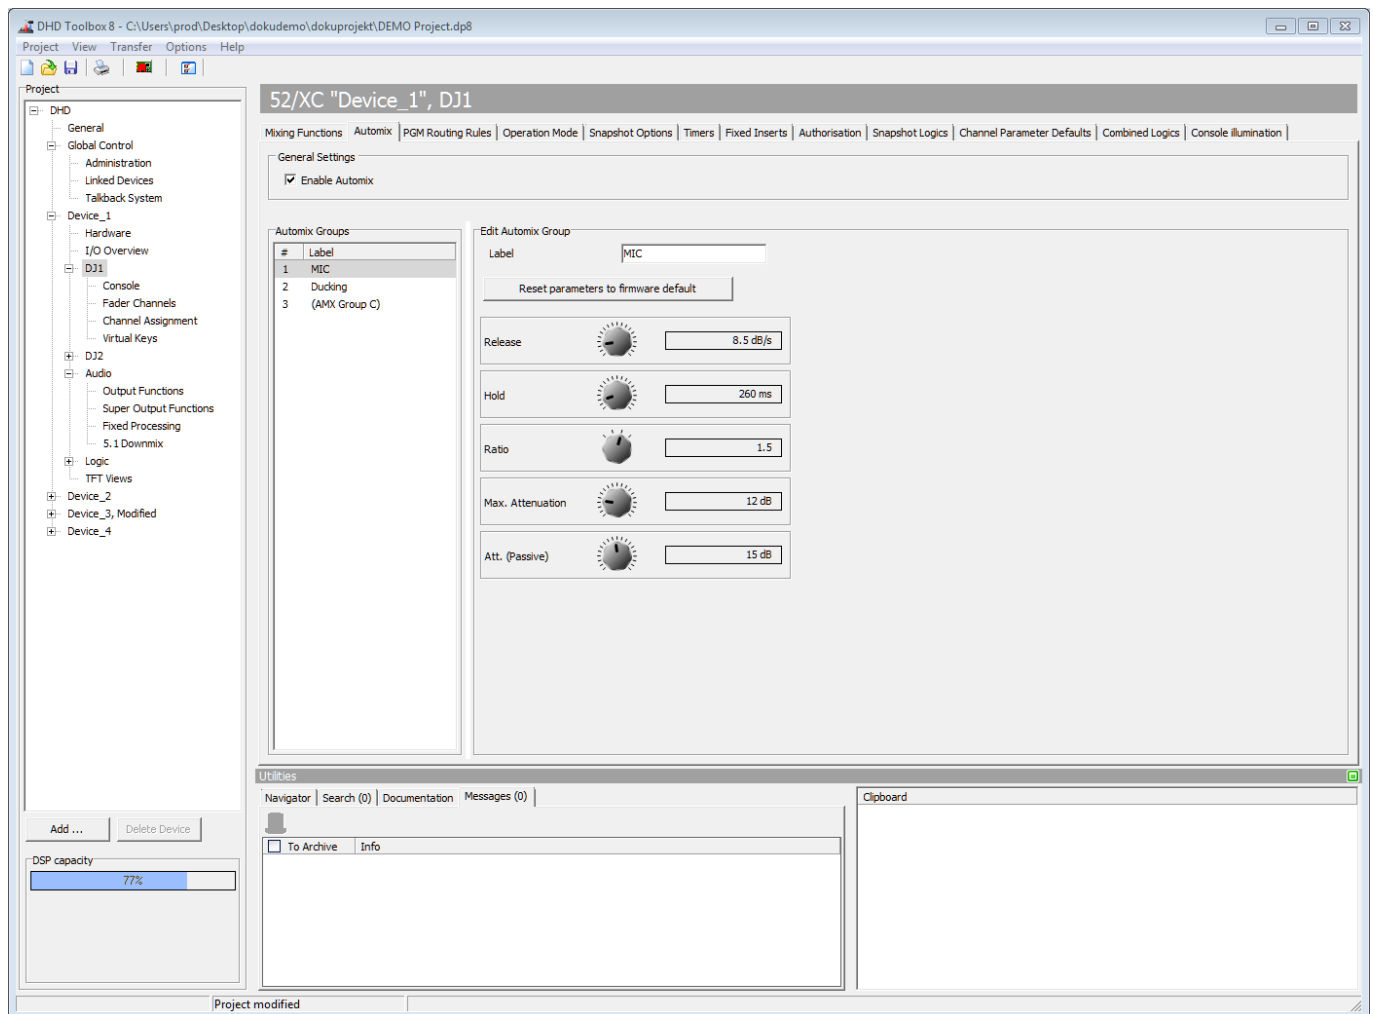 DHD Toolbox 8 - C:\Users\prod\Desktop\dokudemo\dokuprojekt\DEMO Project.dp8
Project View Transfer Options Help
Project
DHD
General
Global Control
Administration
Linked Devices
Talkback System
Device_1
Hardware
I/O Overview
DJ1
Console
Fader Channels
Channel Assignment
Virtual Keys
DJ2
Audio
Output Functions
Super Output Functions
Fixed Processing
5.1 Downmix
Logic
TFT Views
Device_2
Device_3, Modified
Device_4
Add ... Delete Device
DSP capacity
77%
52/XC "Device_1", DJ1
Mixing Functions Automix PGM Routing Rules Operation Mode Snapshot Options Timers Fixed Inserts Authorisation Snapshot Logics Channel Parameter Defaults Combined Logics Console illumination
General Settings
Enable Automix
Automix Groups
# Label
1 MIC
2 Ducking
3 (AMX Group C)
Edit Automix Group
Label MIC
Reset parameters to firmware default
Release 8.5 dB/s
Hold 260 ms
Ratio 1.5
Max. Attenuation 12 dB
Att. (Passive) 15 dB
Utilities
Navigator Search (0) Documentation Messages (0)
To Archive Info
Clipboard
Project modified